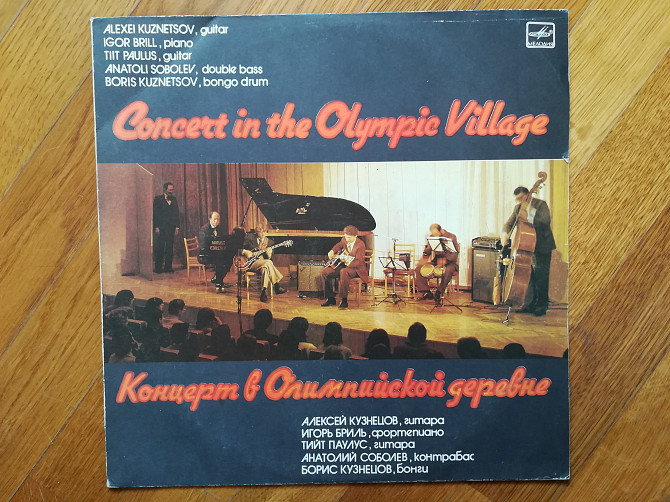 ALEXEI KUZNETSOV, guitar
IGOR BRILL, piano
TIIT PAULUS, guitar
ANATOLI SOBOLEV, double bass
BORIS KUZNETSOV, bongo drum
МЕЛОДИЯ
Concert in the Olympic Village
Концерт в Олимпийской деревне
АЛЕКСЕЙ КУЗНЕЦОВ, гитара
ИГОРЬ БРИЛЬ, фортепиано
ТИЙТ ПАУЛУС, гитара
АНАТОЛИЙ СОБОЛЕВ, контрабас
БОРИС КУЗНЕЦОВ, бонги